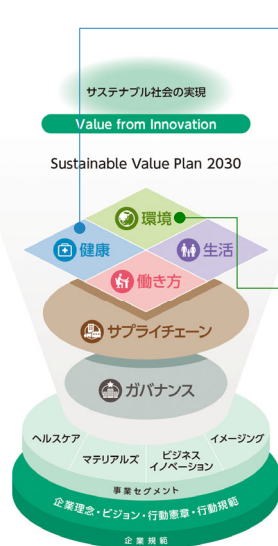 サステナブル社会の実現
Value from Innovation
Sustainable Value Plan 2030
環境
健康
生活
働き方
サプライチェーン
ガバナンス
ヘルスケア
マテリアルズ
ビジネス
イノベーション
イメージング
事業セグメント
企業理念・ビジョン・行動憲章・行動規範
企業規範